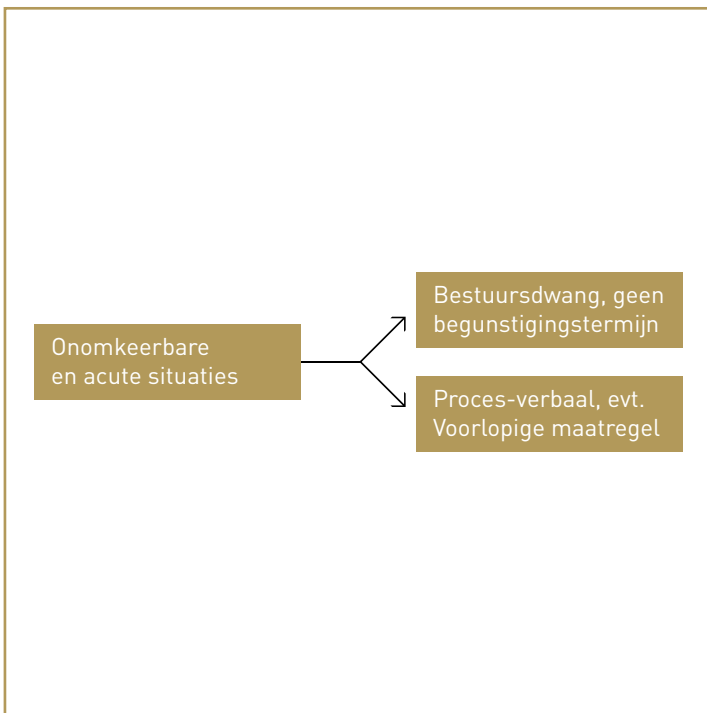 Onomkeerbare
en acute situaties
Bestuursdwang, geen
begunstigingstermijn
Proces-verbaal, evt.
Voorlopige maatregel